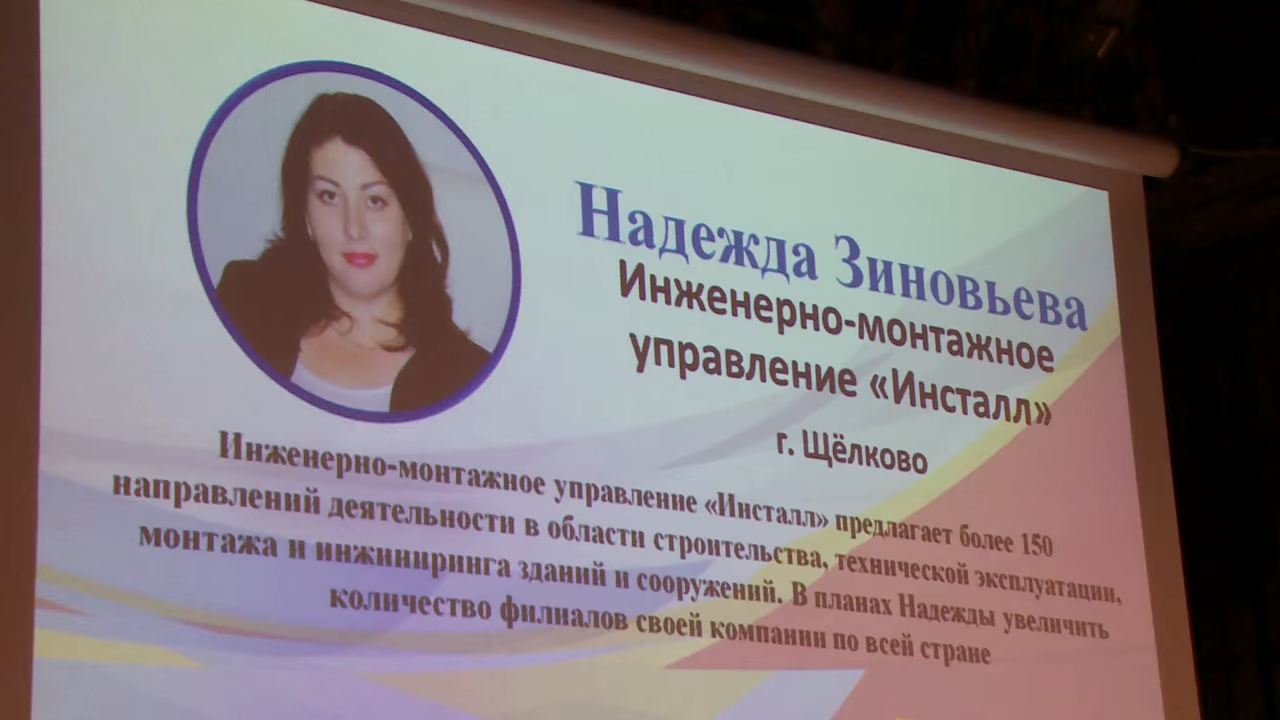 Надежда Зиновьева
Инженерно-монтажное
управление «Инсталл»
г. Щёлково
Инженерно-монтажное управление «Инсталл» предлагает более 150
направлений деятельности в области строительства, технической эксплуатации,
монтажа и инжиниринга зданий и сооружений. В планах Надежды увеличить
количество филиалов своей компании по всей стране